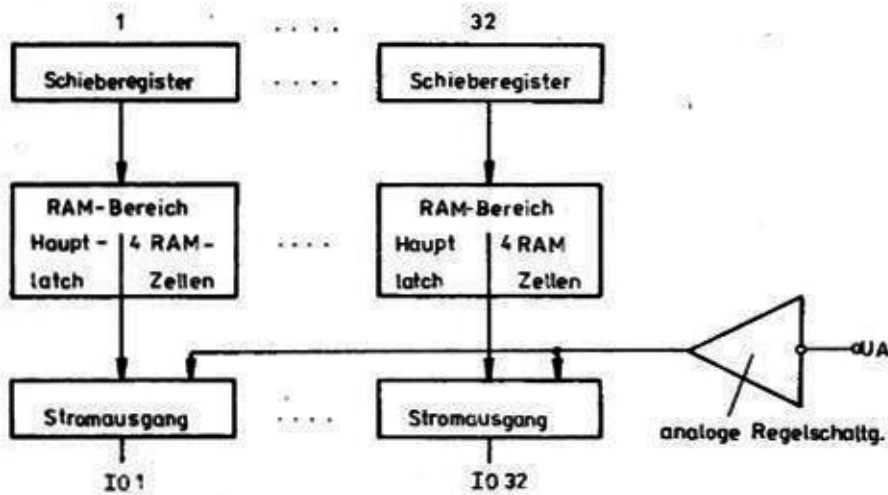 1 . . . . 32
Schieberegister . . . . Schieberegister
RAM-Bereich RAM-Bereich
Haupt- 4 RAM- . . . . Haupt 4 RAM
latch Zellen latch Zellen
UA
Stromausgang . . . . Stromausgang
analoge Regelschaltg.
IO 1 IO 32